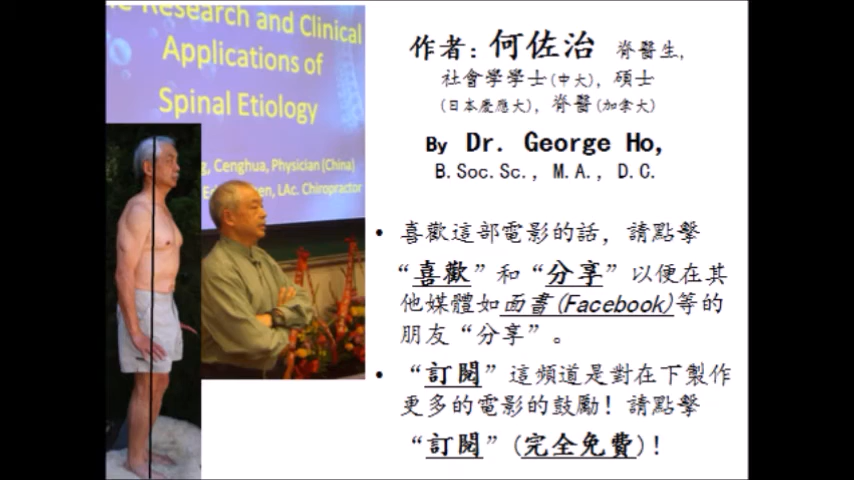 Research and Clinical
Applications of
Spinal Etiology
Cenghua, Physician (China)
LAc. Chiropractor
作者：何佐治 脊醫生,
社會學學士(中大), 碩士
(日本慶應大), 脊醫(加拿大)
By Dr. George Ho,
B.Soc.Sc., M.A., D.C.
• 喜歡這部電影的話, 請點擊
“喜歡”和“分享”以便在其
他媒體如面書(Facebook)等的
朋友“分享”。
• “訂閱”這頻道是對在下製作
更多的電影的鼓勵! 請點擊
“訂閱”(完全免費)!